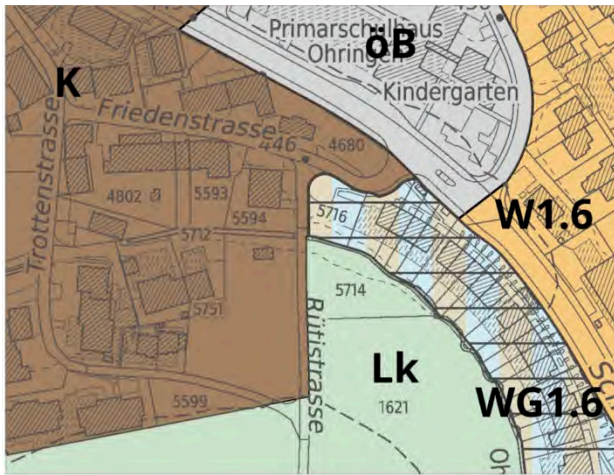 436
Primarschulhaus
Ohringen
öB
K
Kindergarten
Friedenstrasse
446
4680
Trottenstrasse
4802
5593
5594
5716
W1.6
5712
5714
5751
Rütistrasse
Lk
WG1.6
1621
5599